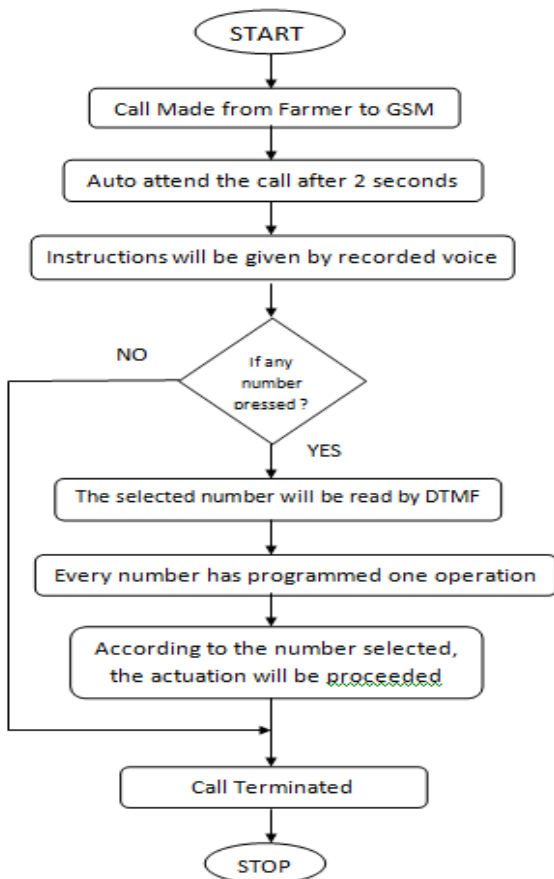 START
Call Made from Farmer to GSM
Auto attend the call after 2 seconds
Instructions will be given by recorded voice
NO
If any
number
pressed ?
YES
The selected number will be read by DTMF
Every number has programmed one operation
According to the number selected,
the actuation will be proceeded
Call Terminated
STOP